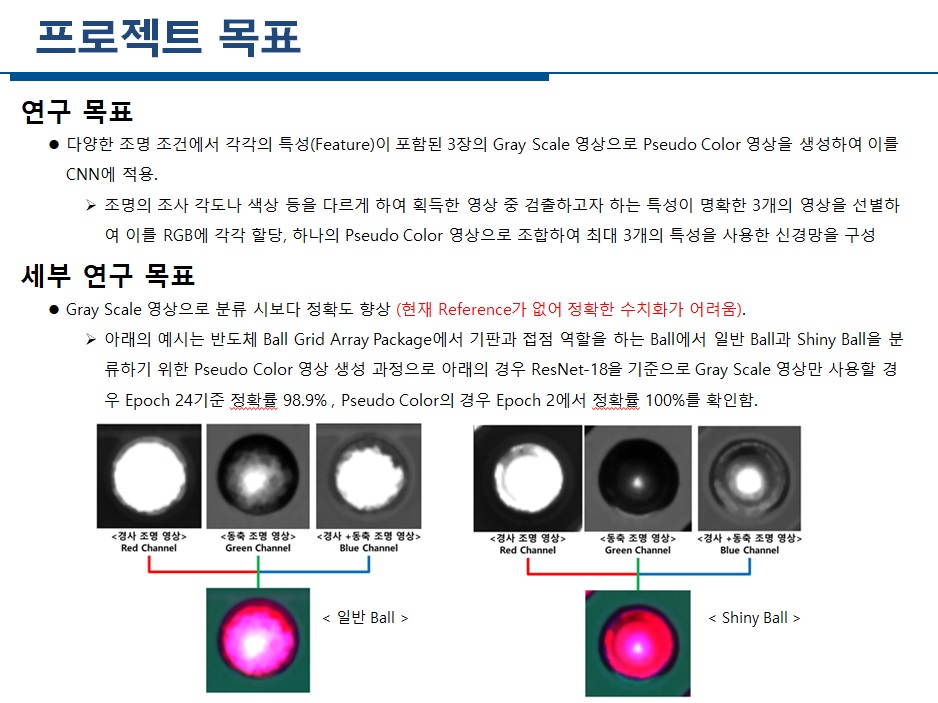 프로젝트 목표
연구 목표
● 다양한 조명 조건에서 각각의 특성(Feature)이 포함된 3장의 Gray Scale 영상으로 Pseudo Color 영상을 생성하여 이를
CNN에 적용.
➢ 조명의 조사 각도나 색상 등을 다르게 하여 획득한 영상 중 검출하고자 하는 특성이 명확한 3개의 영상을 선별하
여 이를 RGB에 각각 할당, 하나의 Pseudo Color 영상으로 조합하여 최대 3개의 특성을 사용한 신경망을 구성
세부 연구 목표
● Gray Scale 영상으로 분류 시보다 정확도 향상 (현재 Reference가 없어 정확한 수치화가 어려움).
➢ 아래의 예시는 반도체 Ball Grid Array Package에서 기판과 접점 역할을 하는 Ball에서 일반 Ball과 Shiny Ball을 분
류하기 위한 Pseudo Color 영상 생성 과정으로 아래의 경우 ResNet-18을 기준으로 Gray Scale 영상만 사용할 경
우 Epoch 24기준 정확률 98.9% , Pseudo Color의 경우 Epoch 2에서 정확률 100%를 확인함.
<경사 조명 영상> <동축 조명 영상> <경사 +동축 조명 영상>
Red Channel Green Channel Blue Channel
<경사 조명 영상> <동축 조명 영상> <경사 +동축 조명 영상>
Red Channel Green Channel Blue Channel
< 일반 Ball >
< Shiny Ball >